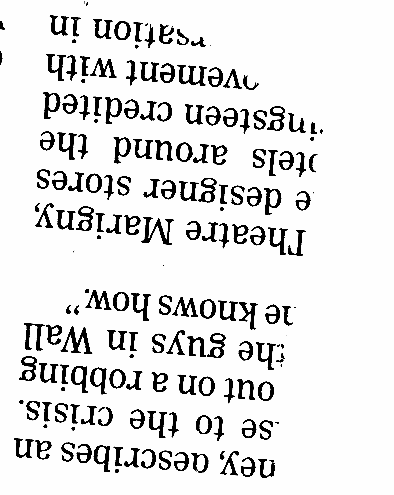 ney, describes an
se to the crisis.
out on a robbing
the guys in Wall
he knows how.”
Theatre Marigny,
e designer stores
otels around the
ingsteen credited
ovement with
rsation in